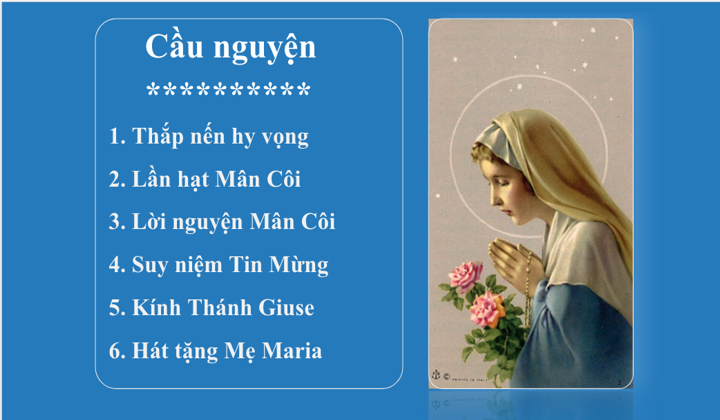 Cầu nguyện
**********
1. Thắp nến hy vọng
2. Lần hạt Mân Côi
3. Lời nguyện Mân Côi
4. Suy niệm Tin Mừng
5. Kính Thánh Giuse
6. Hát tặng Mẹ Maria
©